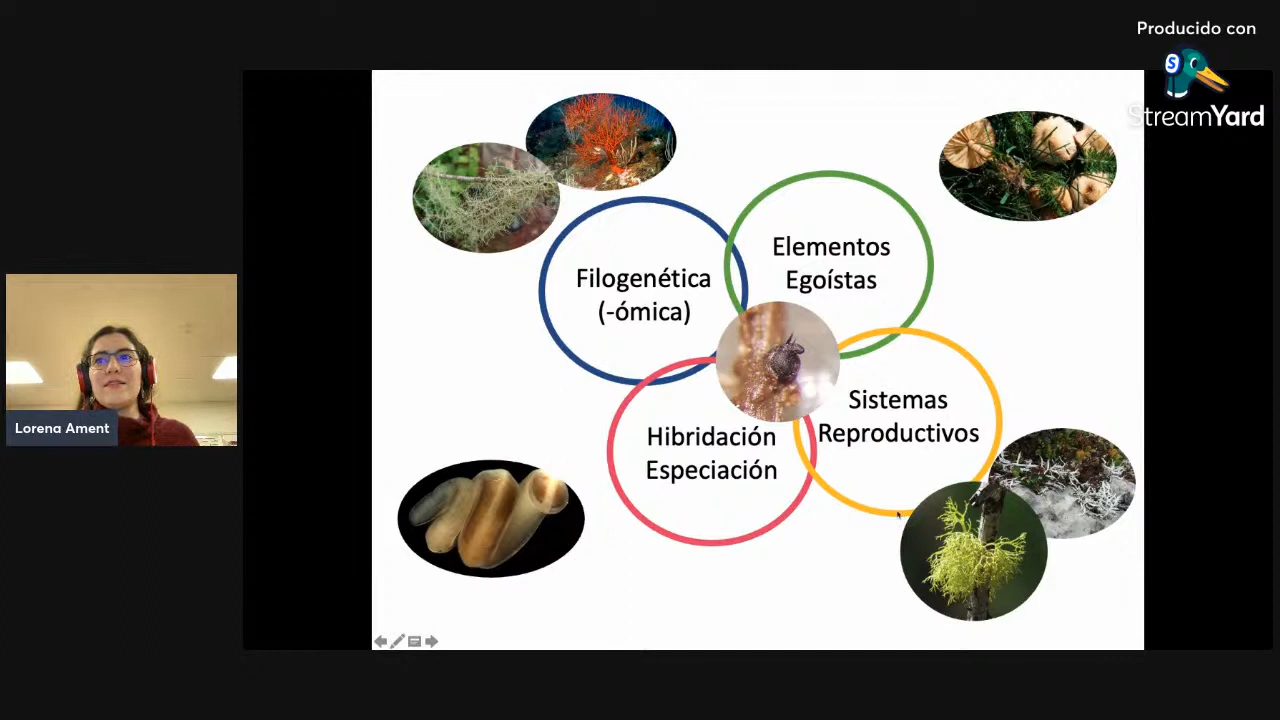 Producido con
StreamYard
Elementos
Egoístas
Filogenética
(-ómica)
Sistemas
Reproductivos
Hibridación
Especiación
Lorena Ament